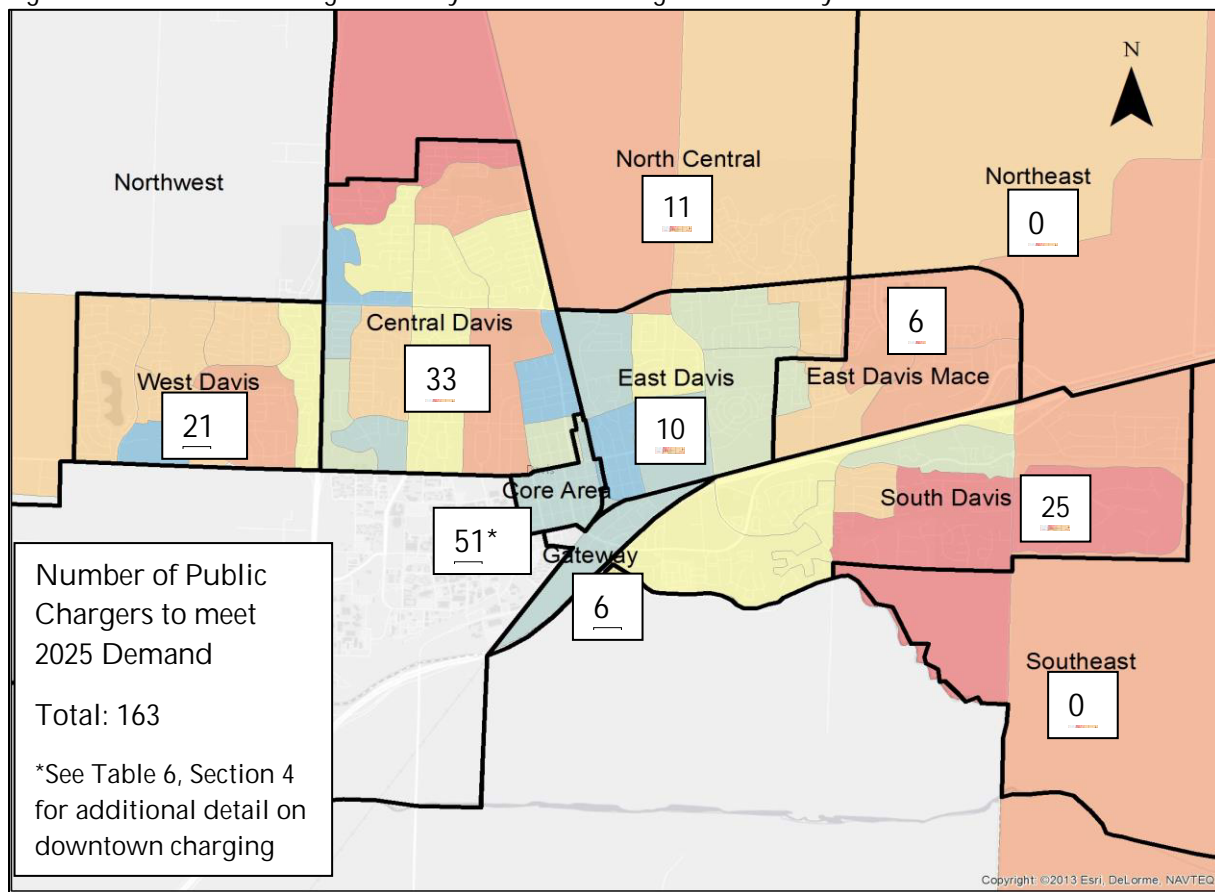 N
North Central
11
Northwest
Northeast
0
Central Davis
33
6
West Davis
21
East Davis
10
East Davis Mace
Core Area
51*
South Davis
25
Gateway
6
Southeast
0
Number of Public
Chargers to meet
2025 Demand
Total: 163
*See Table 6, Section 4
for additional detail on
downtown charging
Copyright: ©2013 Esri, DeLorme, NAVTEQ